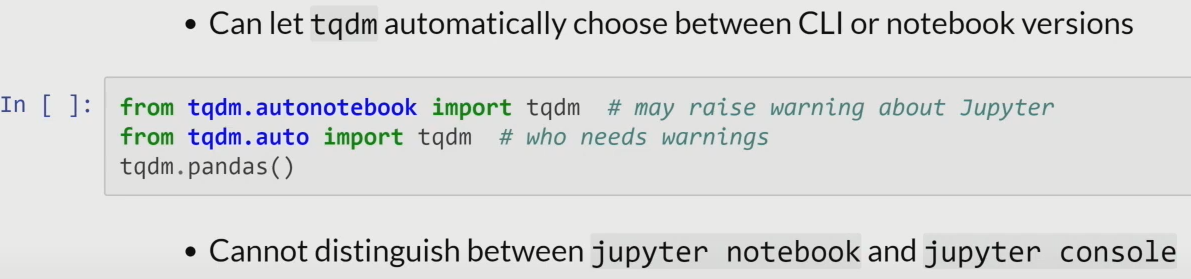 • Can let tqdm automatically choose between CLI or notebook versions
In [ ]: from tqdm.autonotebook import tqdm  # may raise warning about Jupyter
from tqdm.auto import tqdm  # who needs warnings
tqdm.pandas()
• Cannot distinguish between jupyter notebook and jupyter console